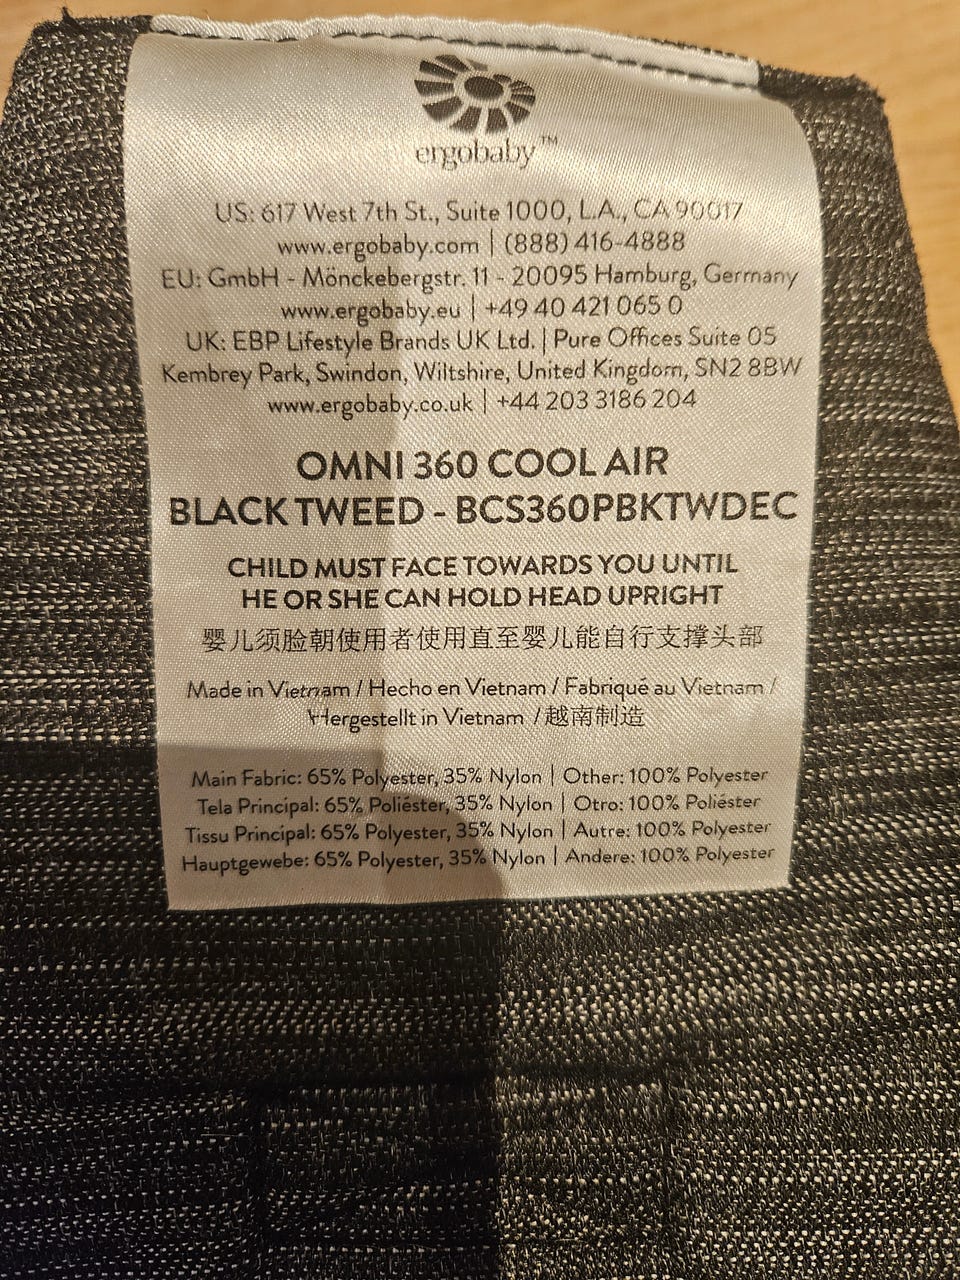 ergobaby™
US: 617 West 7th St., Suite 1000, L.A., CA 90017
www.ergobaby.com | (888) 416-4888
EU: GmbH - Mönckebergstr. 11 - 20095 Hamburg, Germany
www.ergobaby.eu | +49 40 421 065 0
UK: EBP Lifestyle Brands UK Ltd. | Pure Offices Suite 05
Kembrey Park, Swindon, Wiltshire, United Kingdom, SN2 8BW
www.ergobaby.co.uk | +44 203 3186 204
OMNI 360 COOL AIR
BLACK TWEED - BCS360PBKTWDEC
CHILD MUST FACE TOWARDS YOU UNTIL
HE OR SHE CAN HOLD HEAD UPRIGHT
婴儿须脸朝使用者使用直至婴儿能自行支撑头部
Made in Vietnam / Hecho en Vietnam / Fabriqué au Vietnam /
Hergestellt in Vietnam / 越南制造
Main Fabric: 65% Polyester, 35% Nylon | Other: 100% Polyester
Tela Principal: 65% Poliéster, 35% Nylon | Otro: 100% Poliéster
Tissu Principal: 65% Polyester, 35% Nylon | Autre: 100% Polyester
Hauptgewebe: 65% Polyester, 35% Nylon | Andere: 100% Polyester